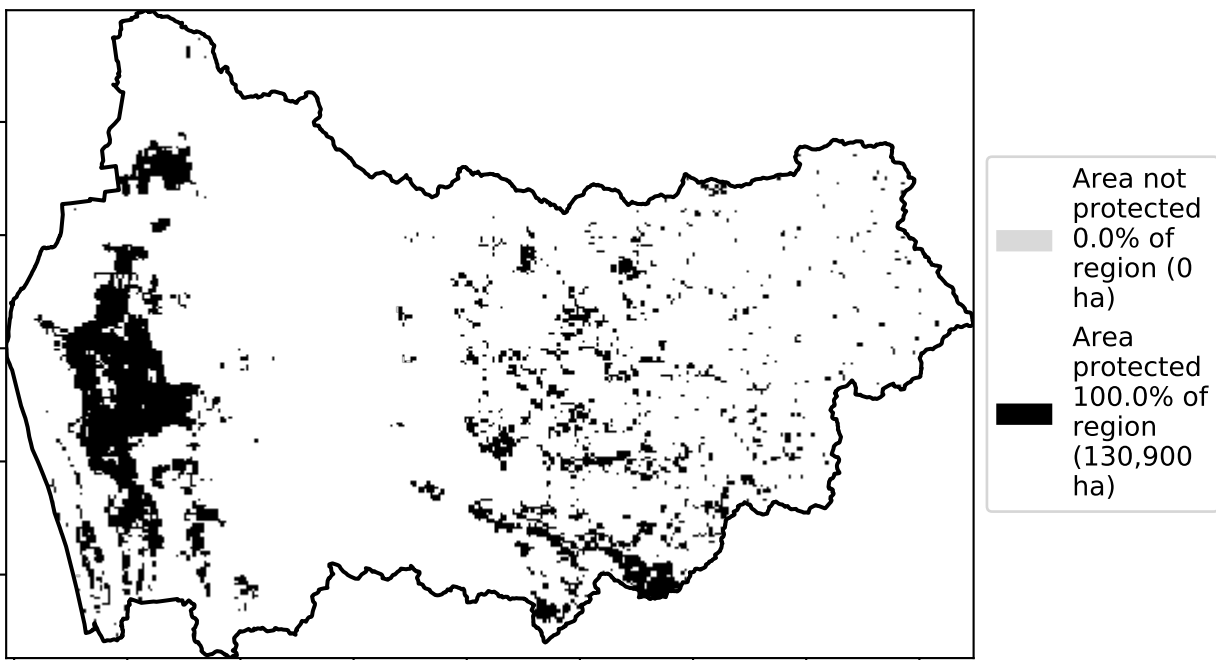 Area not
protected
0.0% of
region (0
ha)
Area
protected
100.0% of
region
(130,900
ha)